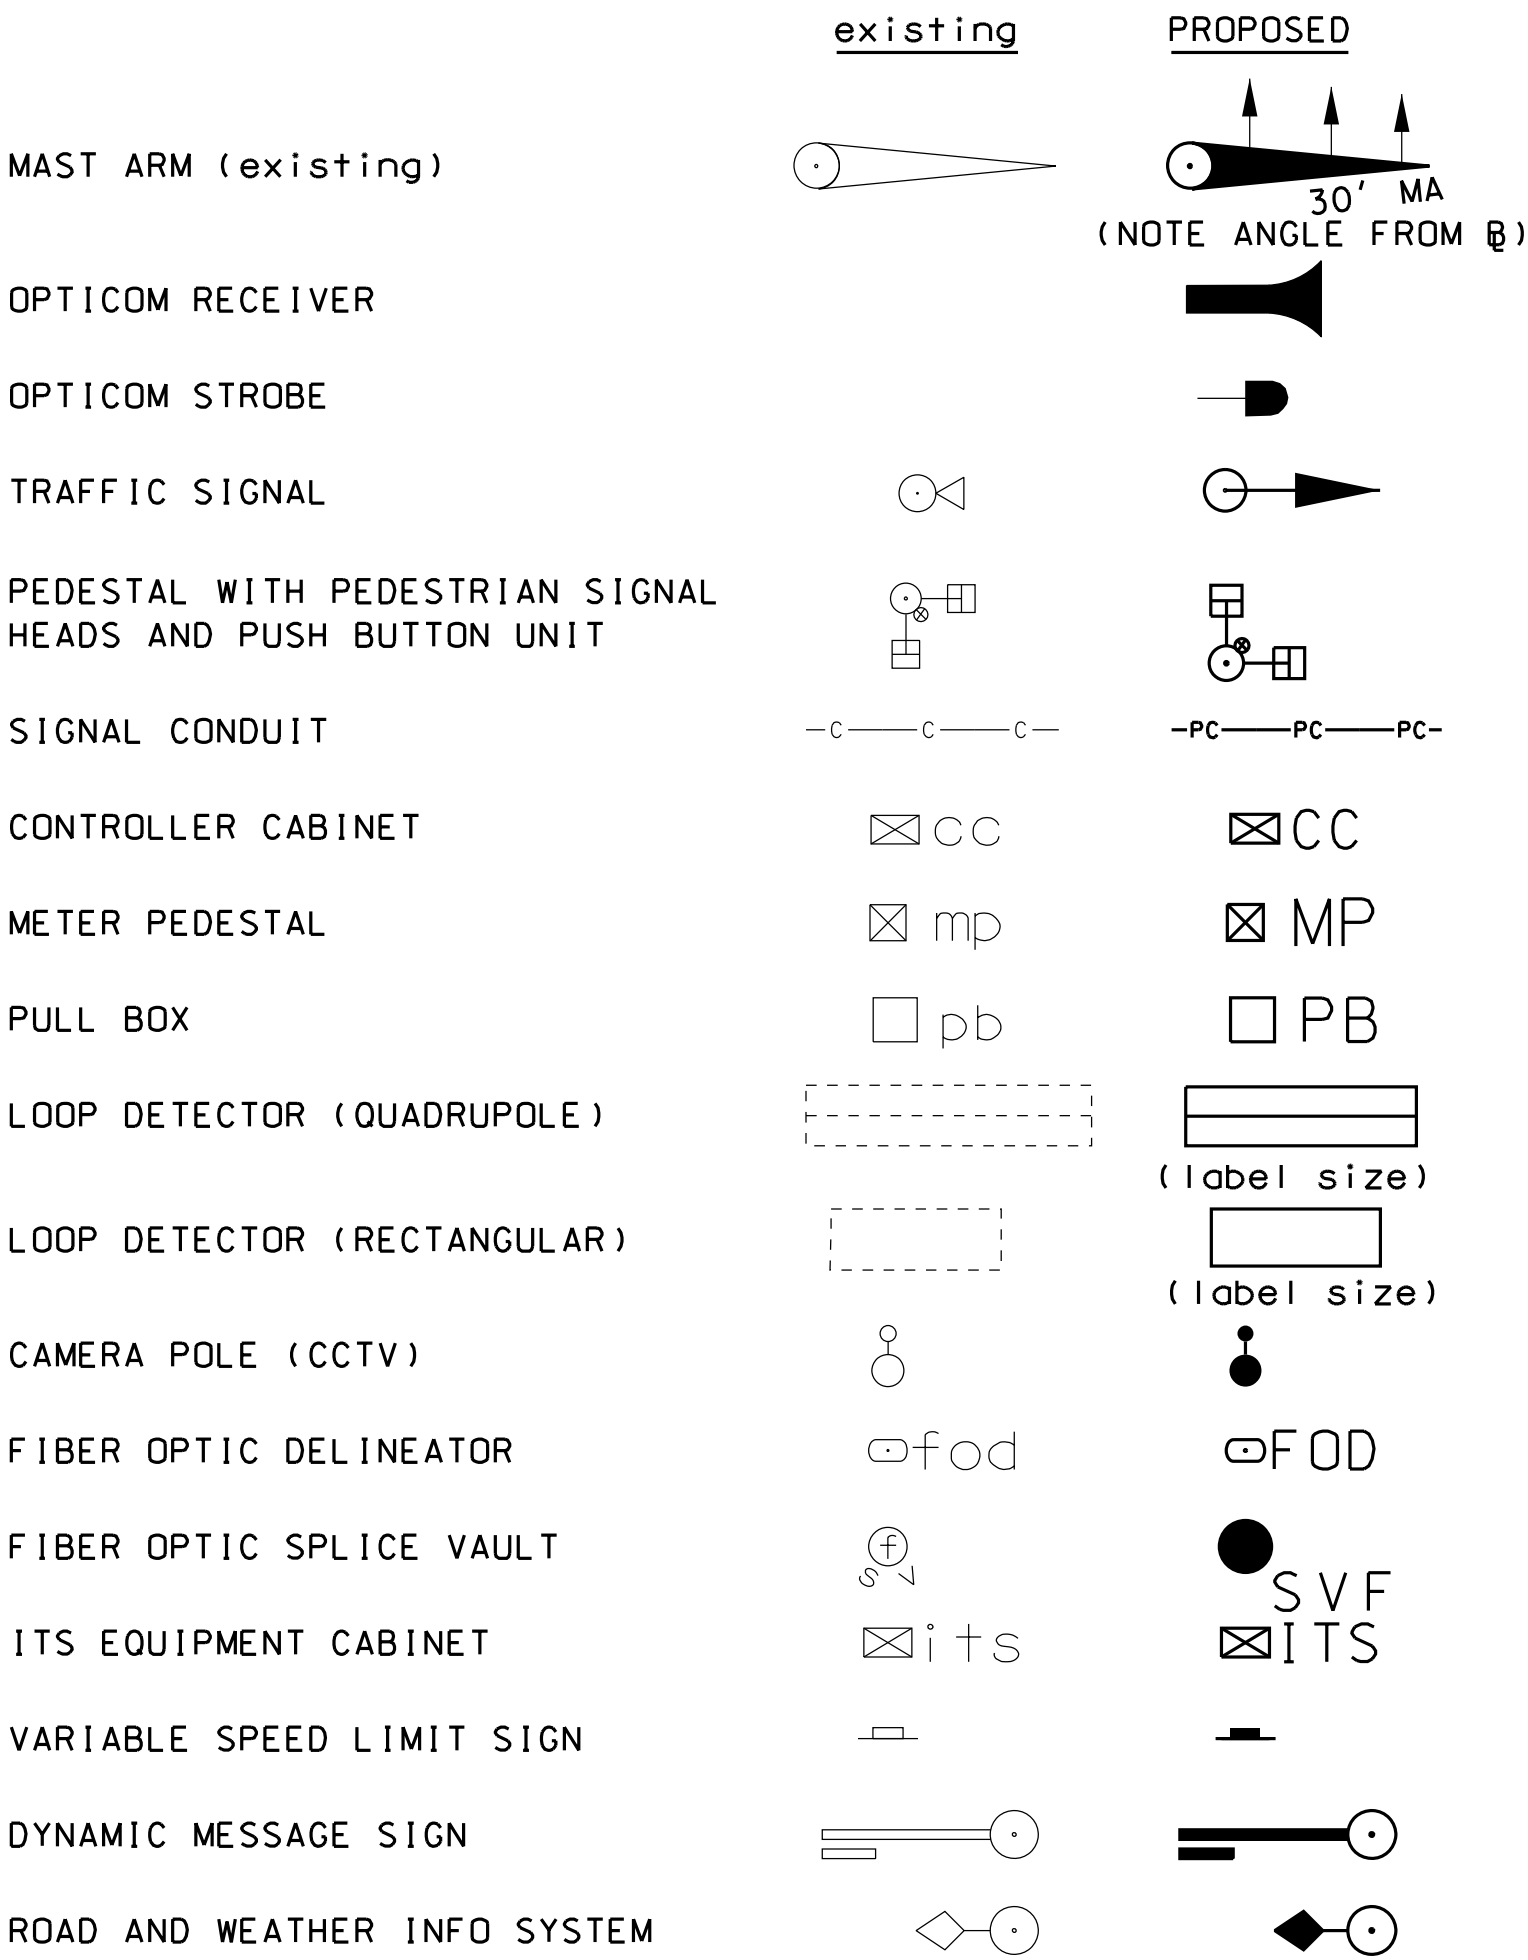 existing PROPOSED
MAST ARM (existing)
30' MA
(NOTE ANGLE FROM BL)
OPTICOM RECEIVER
OPTICOM STROBE
TRAFFIC SIGNAL
PEDESTAL WITH PEDESTRIAN SIGNAL
HEADS AND PUSH BUTTON UNIT
SIGNAL CONDUIT C C C PC PC PC
CONTROLLER CABINET cc CC
METER PEDESTAL mp MP
PULL BOX pb PB
LOOP DETECTOR (QUADRUPOLE)
(label size)
LOOP DETECTOR (RECTANGULAR)
(label size)
CAMERA POLE (CCTV)
FIBER OPTIC DELINEATOR fod FOD
FIBER OPTIC SPLICE VAULT f
s v SVF
ITS EQUIPMENT CABINET its ITS
VARIABLE SPEED LIMIT SIGN
DYNAMIC MESSAGE SIGN
ROAD AND WEATHER INFO SYSTEM